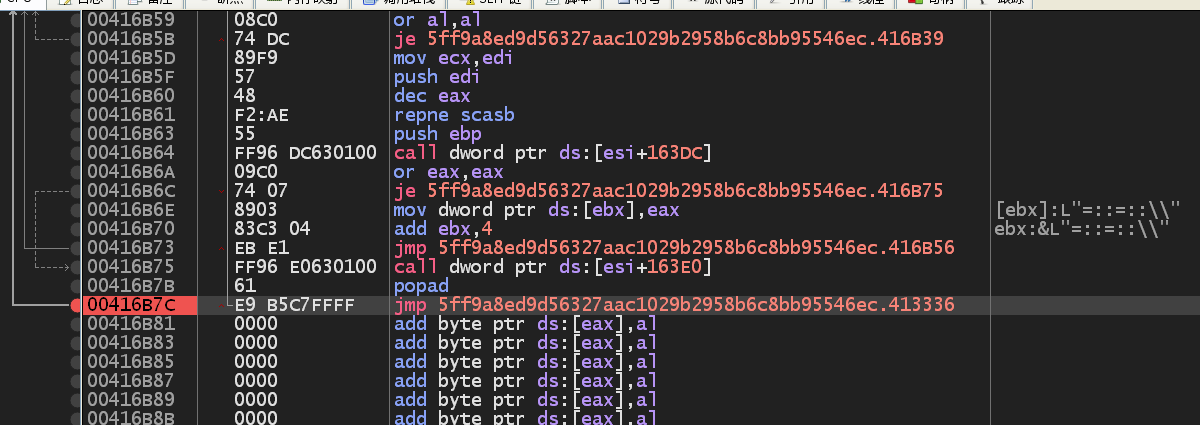 00416B59 08C0 or al,al
00416B5B 74 DC je 5ff9a8ed9d56327aac1029b2958b6c8bb95546ec.416B39
00416B5D 89F9 mov ecx,edi
00416B5F 57 push edi
00416B60 48 dec eax
00416B61 F2:AE repne scasb
00416B63 55 push ebp
00416B64 FF96 DC630100 call dword ptr ds:[esi+163DC]
00416B6A 09C0 or eax,eax
00416B6C 74 07 je 5ff9a8ed9d56327aac1029b2958b6c8bb95546ec.416B75
00416B6E 8903 mov dword ptr ds:[ebx],eax [ebx]:L"=::=::\\"
00416B70 83C3 04 add ebx,4 ebx:&L"=::=::\\"
00416B73 EB E1 jmp 5ff9a8ed9d56327aac1029b2958b6c8bb95546ec.416B56
00416B75 FF96 E0630100 call dword ptr ds:[esi+163E0]
00416B7B 61 popad
00416B7C E9 B5C7FFFF jmp 5ff9a8ed9d56327aac1029b2958b6c8bb95546ec.413336
00416B81 0000 add byte ptr ds:[eax],al
00416B83 0000 add byte ptr ds:[eax],al
00416B85 0000 add byte ptr ds:[eax],al
00416B87 0000 add byte ptr ds:[eax],al
00416B89 0000 add byte ptr ds:[eax],al
00416B8B 0000 add byte ptr ds:[eax],al